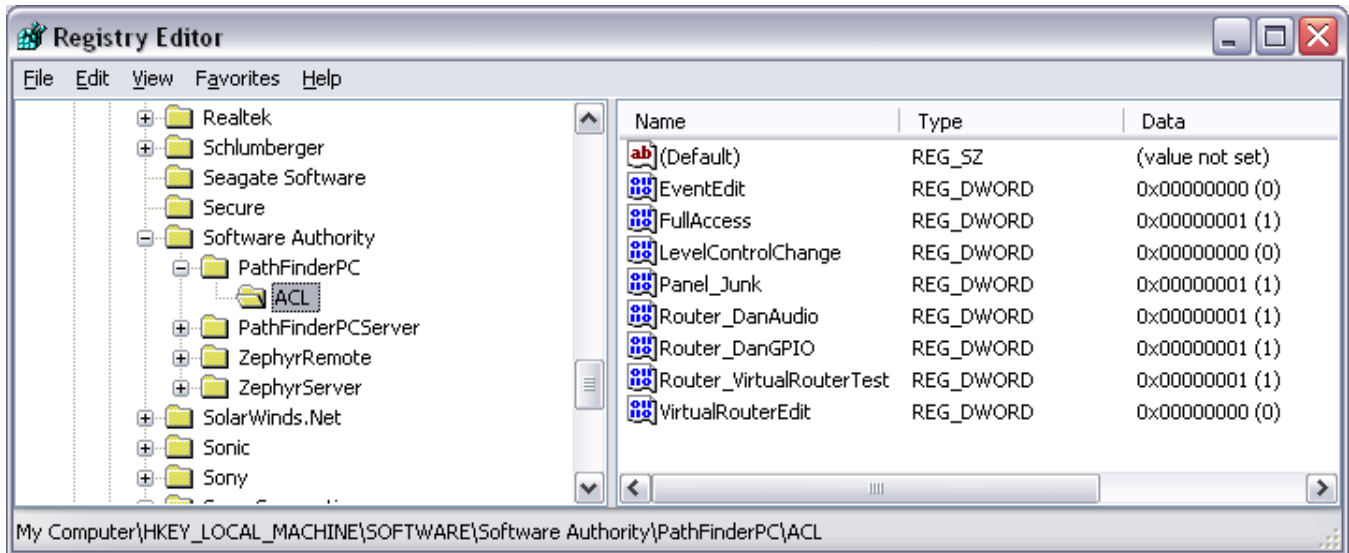 Registry Editor
File Edit View Favorites Help
Realtek
Schlumberger
Seagate Software
Secure
Software Authority
PathFinderPC
ACL
PathFinderPCServer
ZephyrRemote
ZephyrServer
SolarWinds.Net
Sonic
Sony
Name Type Data
(Default) REG_SZ (value not set)
EventEdit REG_DWORD 0x00000000 (0)
FullAccess REG_DWORD 0x00000001 (1)
LevelControlChange REG_DWORD 0x00000000 (0)
Panel_Junk REG_DWORD 0x00000001 (1)
Router_DanAudio REG_DWORD 0x00000001 (1)
Router_DanGPIO REG_DWORD 0x00000001 (1)
Router_VirtualRouterTest REG_DWORD 0x00000001 (1)
VirtualRouterEdit REG_DWORD 0x00000000 (0)
My Computer\HKEY_LOCAL_MACHINE\SOFTWARE\Software Authority\PathFinderPC\ACL